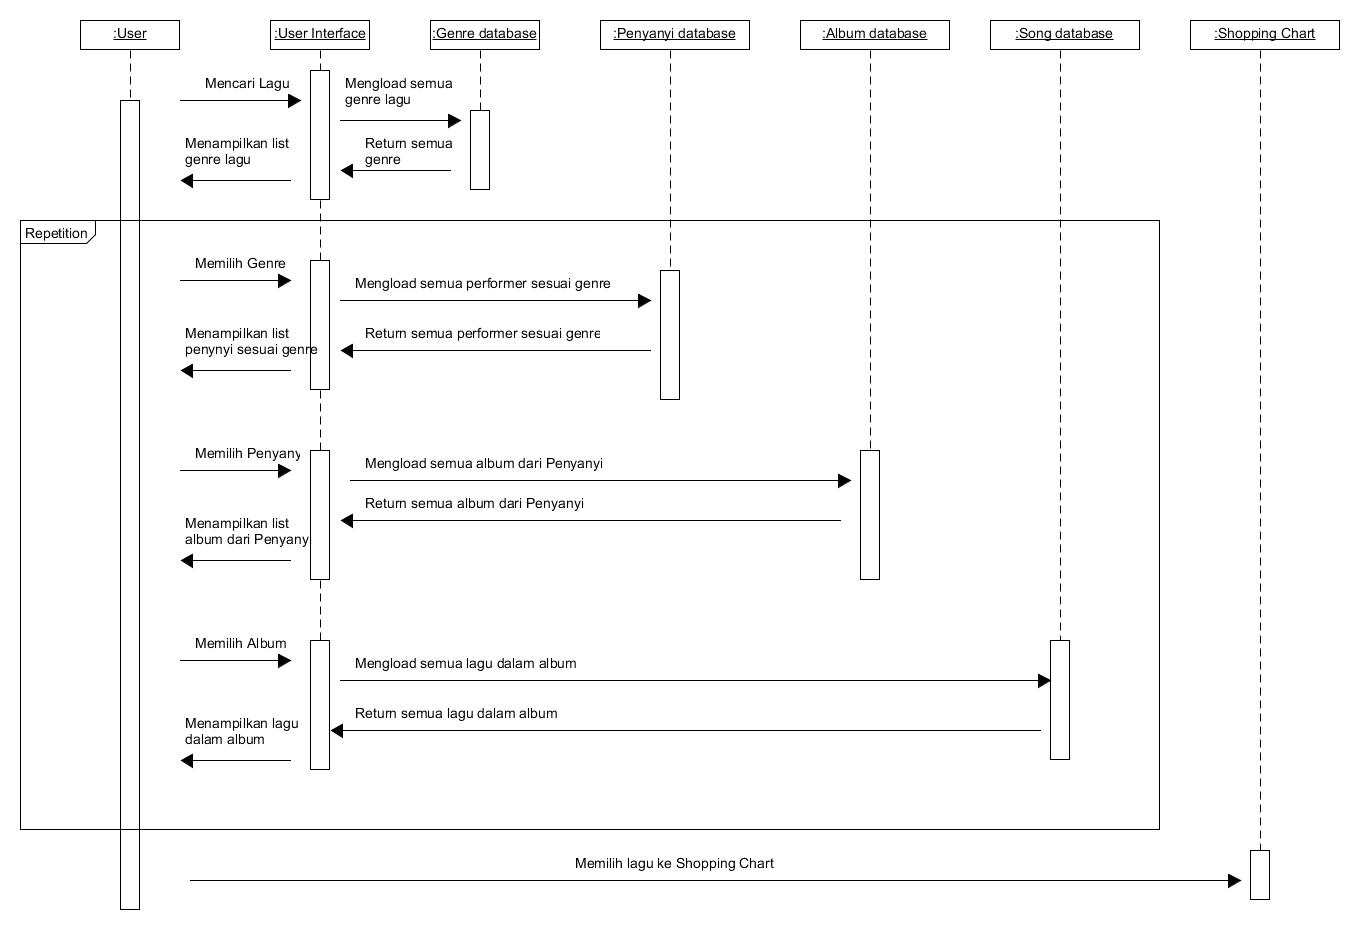 :User
:User Interface
:Genre database
:Penyanyi database
:Album database
:Song database
:Shopping Chart
Mencari Lagu
Mengload semua
genre lagu
Menampilkan list
genre lagu
Return semua
genre
Repetition
Memilih Genre
Mengload semua performer sesuai genre
Menampilkan list
penynyi sesuai genre
Return semua performer sesuai genre
Memilih Penyany
Mengload semua album dari Penyanyi
Return semua album dari Penyanyi
Menampilkan list
album dari Penyany
Memilih Album
Mengload semua lagu dalam album
Return semua lagu dalam album
Menampilkan lagu
dalam album
Memilih lagu ke Shopping Chart